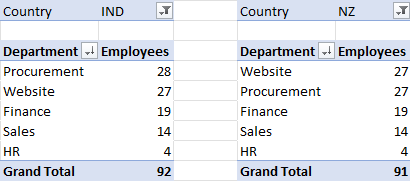 Country IND Country NZ
Department Employees Department Employees
Procurement 28 Website 27
Website 27 Procurement 27
Finance 19 Finance 19
Sales 14 Sales 14
HR 4 HR 4
Grand Total 92 Grand Total 91